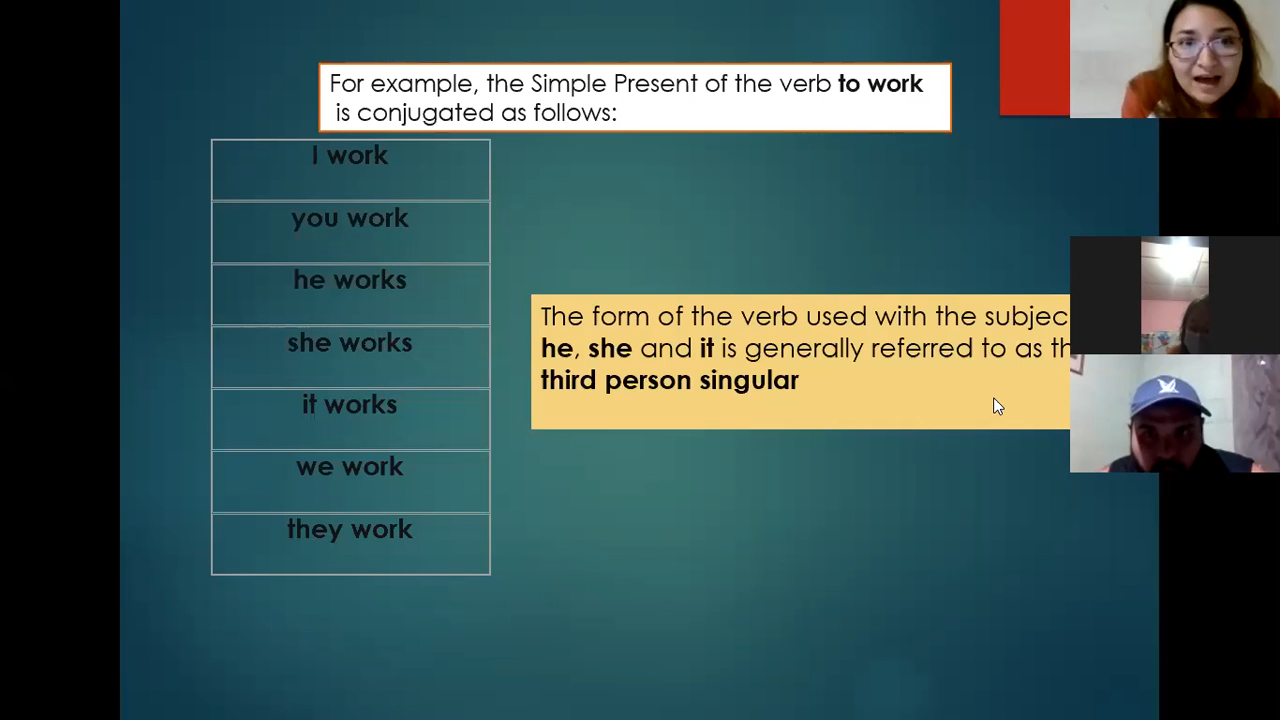 For example, the Simple Present of the verb to work
is conjugated as follows:
I work
you work
he works
she works
it works
we work
they work
The form of the verb used with the
he, she and it is generally referred to as
third person singular